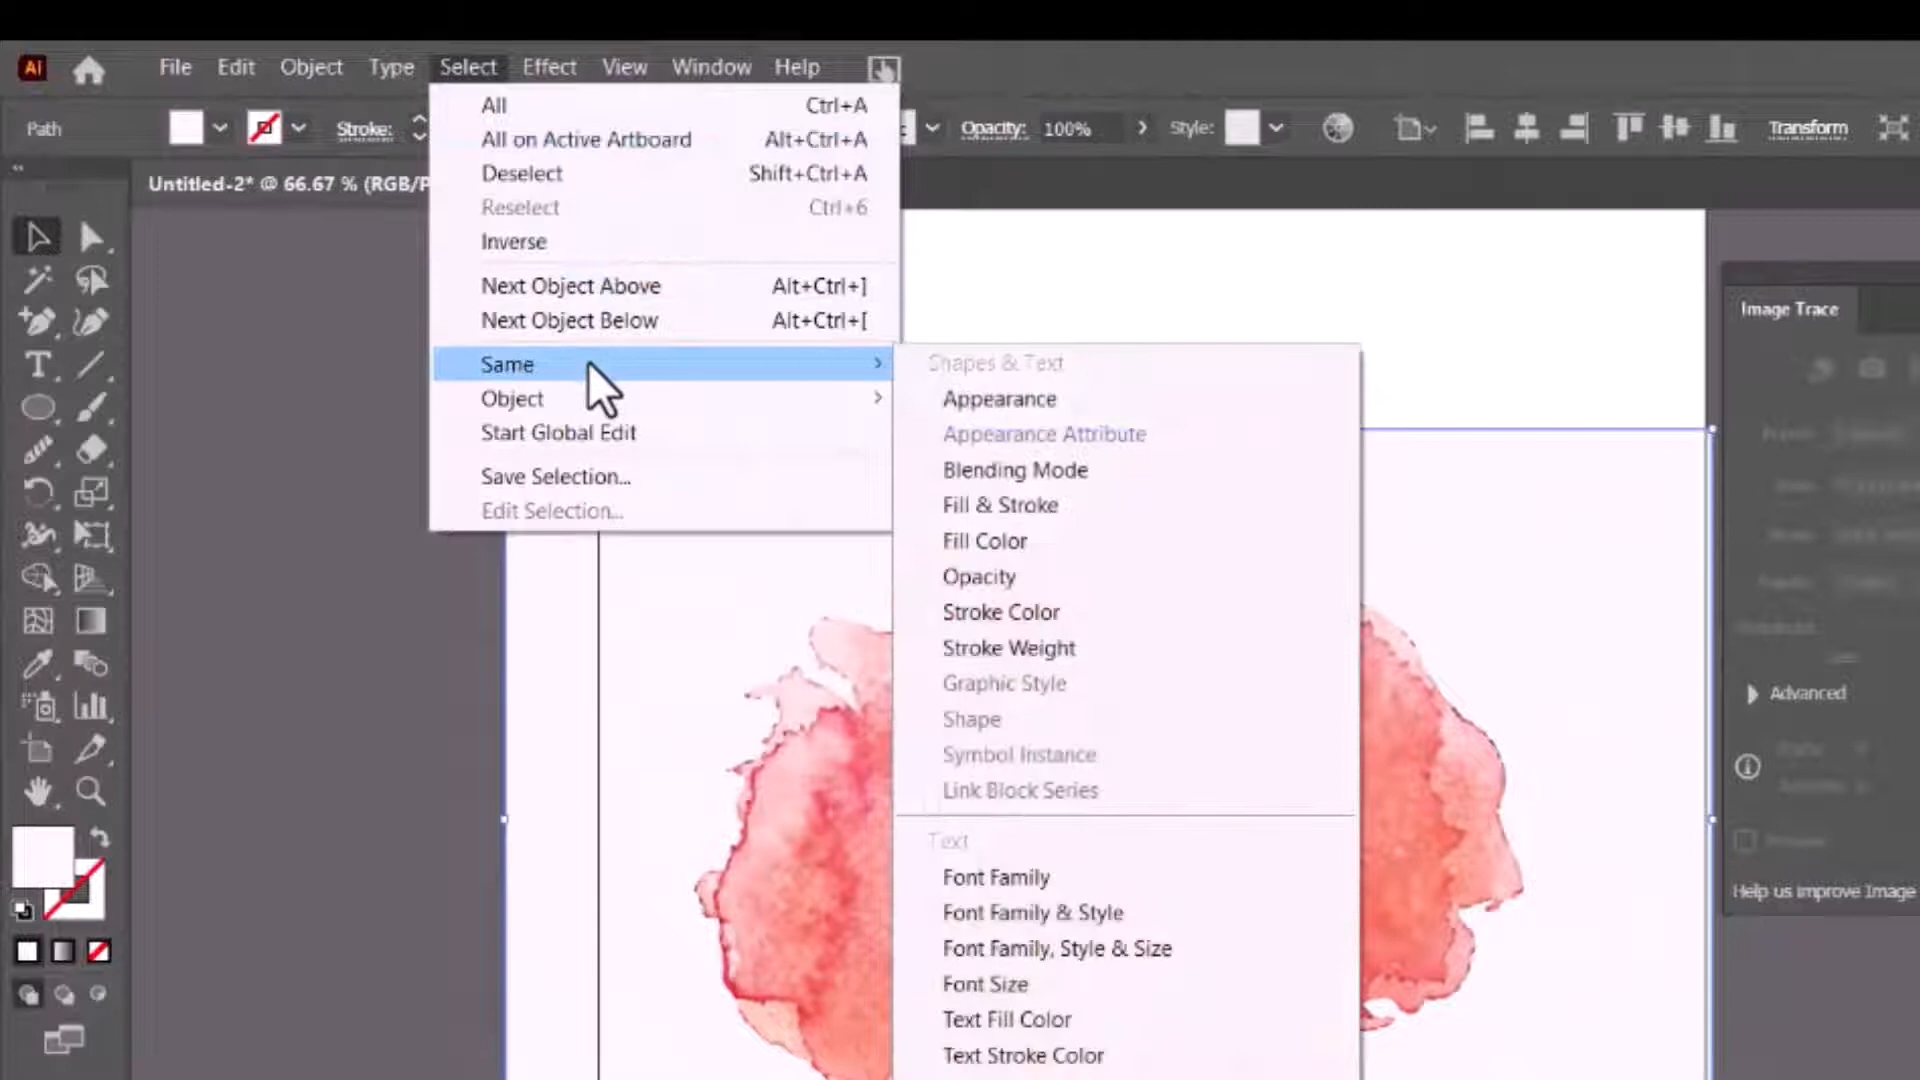 Ai File Edit Object Type Select Effect View Window Help
Path Stroke: Opacity: 100% Style: Transform
Untitled-2* @ 66.67 % (RGB/P
All Ctrl+A
All on Active Artboard Alt+Ctrl+A
Deselect Shift+Ctrl+A
Reselect Ctrl+6
Inverse
Next Object Above Alt+Ctrl+]
Next Object Below Alt+Ctrl+[
Same
Object
Start Global Edit
Save Selection...
Edit Selection...
Shapes & Text
Appearance
Appearance Attribute
Blending Mode
Fill & Stroke
Fill Color
Opacity
Stroke Color
Stroke Weight
Graphic Style
Shape
Symbol Instance
Link Block Series
Text
Font Family
Font Family & Style
Font Family, Style & Size
Font Size
Text Fill Color
Text Stroke Color
Image Trace
Advanced
Help us improve Image